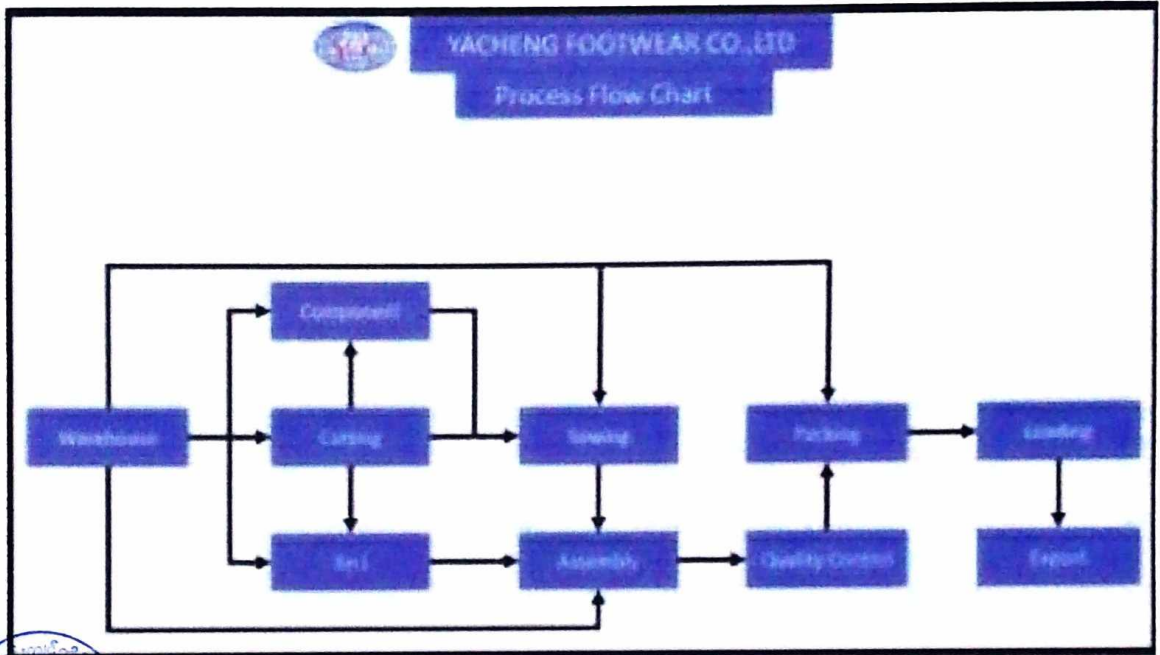 YACHENG FOOTWEAR CO.,LTD
Process Flow Chart
Component
Warehouse
Cutting
Sewing
Packing
Loading
Assembly
Quality Control
Export